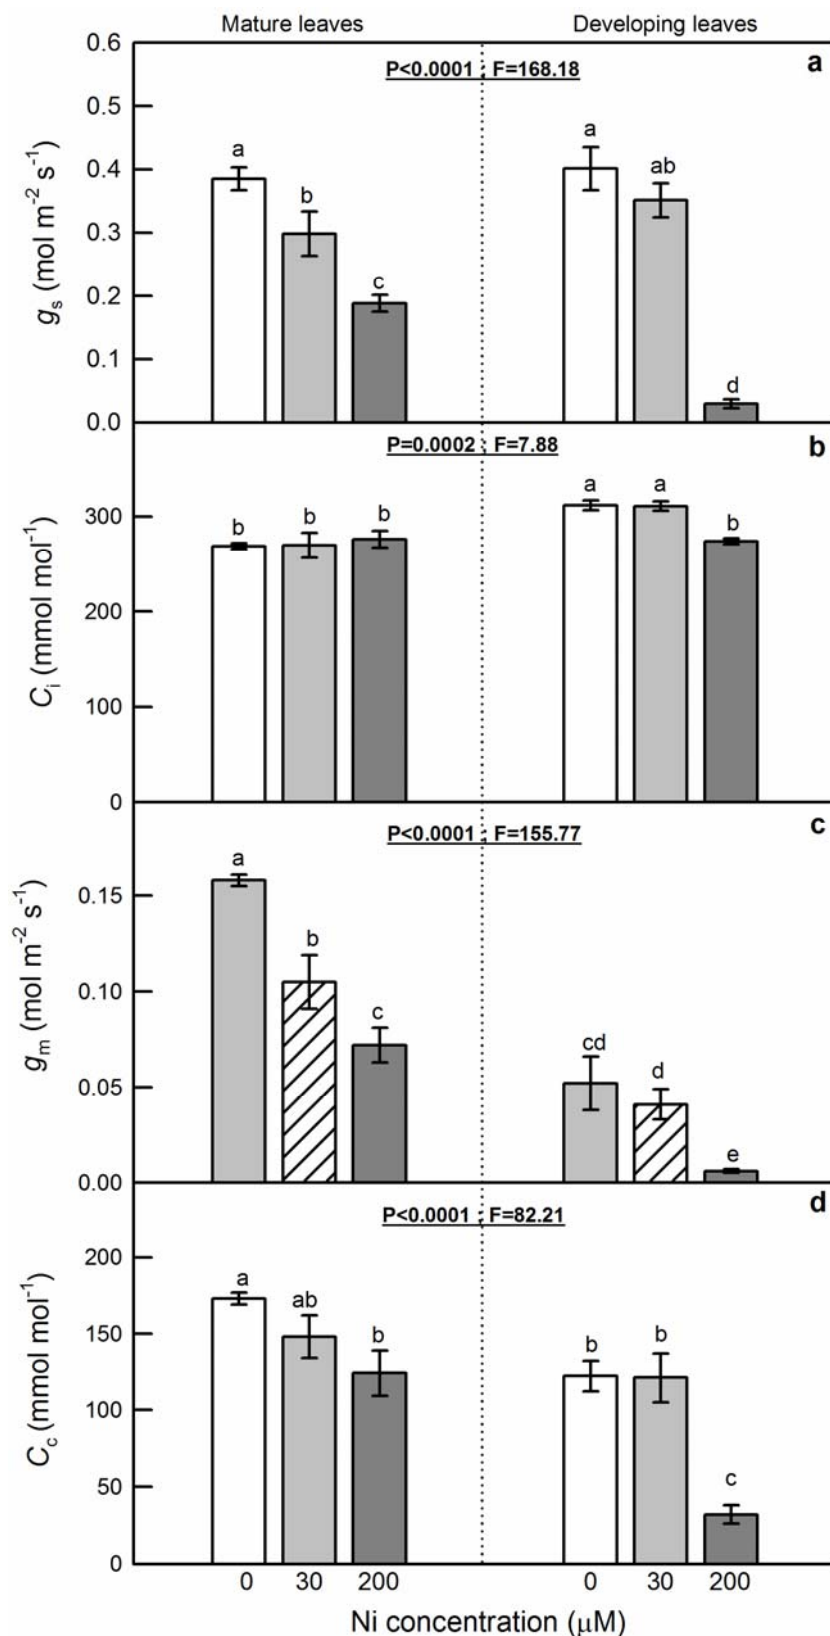 Mature leaves Developing leaves
a
P<0.0001 ; F=168.18
0.6
0.5
0.4
0.3
0.2
0.1
0.0
gs (mol m-2 s-1)
a b c a ab d
b
P=0.0002 ; F=7.88
300
200
100
0
Ci (mmol mol-1)
b b b a a b
c
P<0.0001 ; F=155.77
0.15
0.10
0.05
0.00
gm (mol m-2 s-1)
a b c cd d e
d
P<0.0001 ; F=82.21
200
150
100
50
0
Cc (mmol mol-1)
a ab b b b c
0 30 200 0 30 200
Ni concentration (μM)